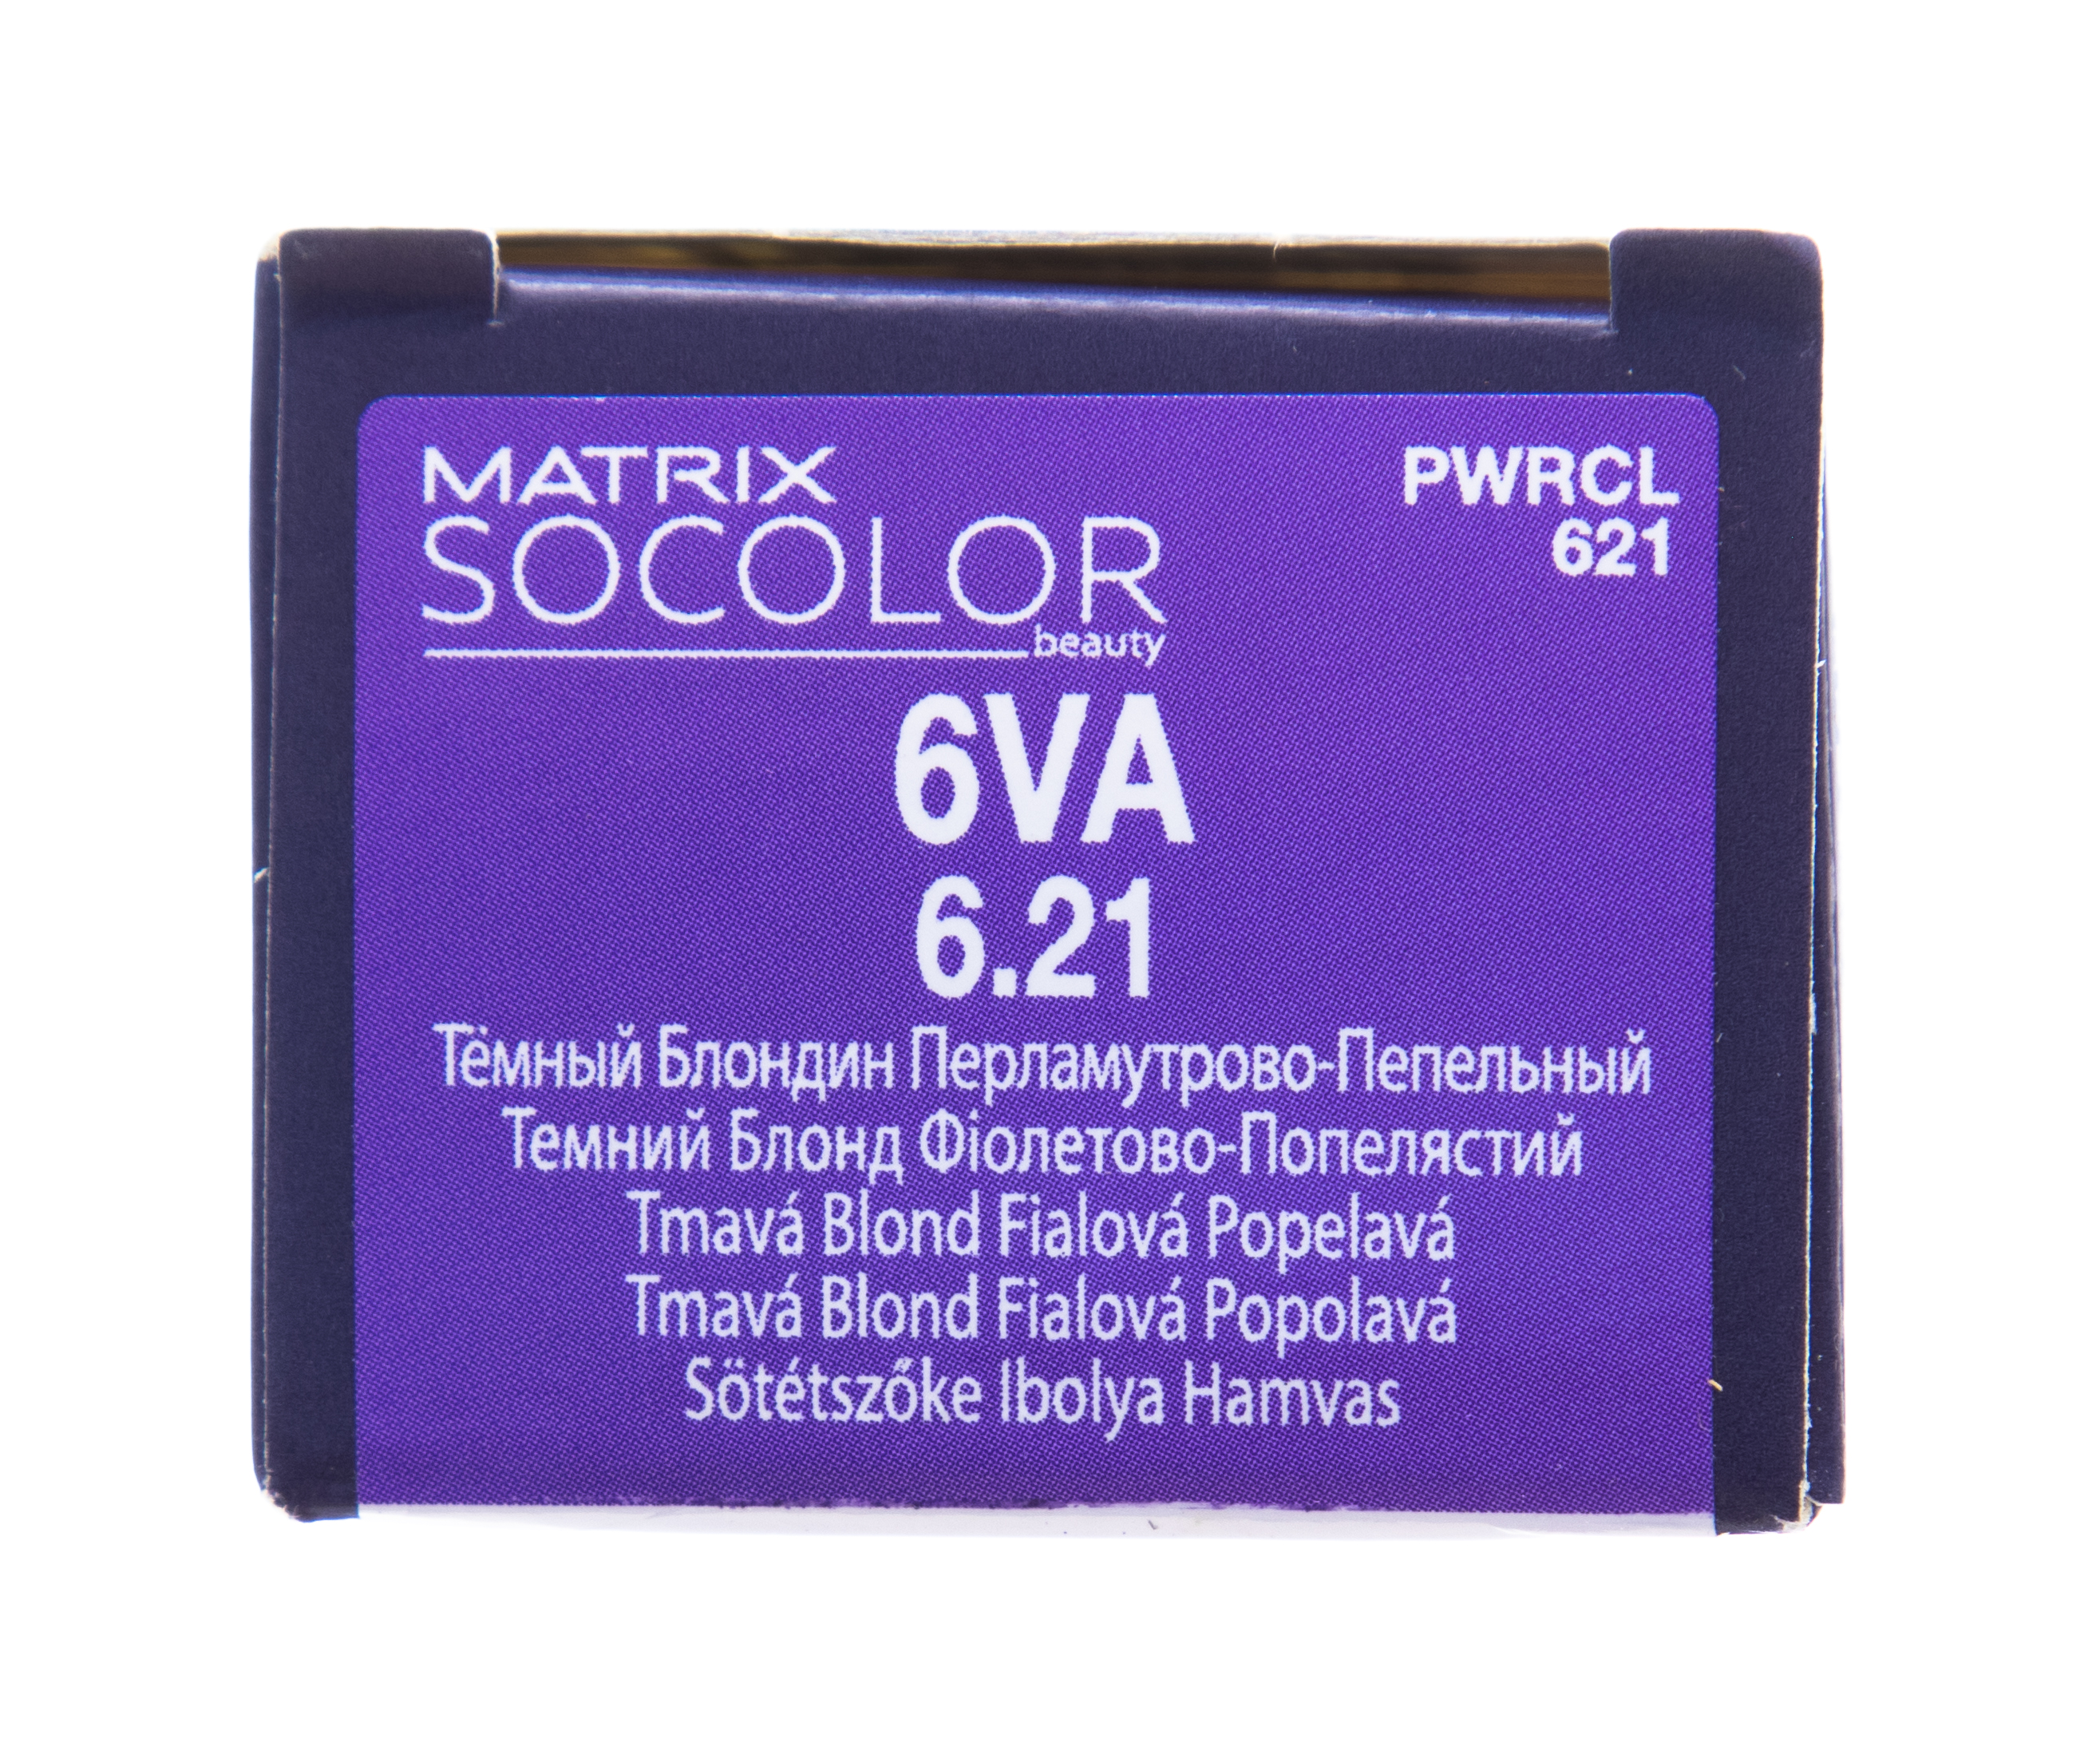 MATRIX
SOCOLOR
beauty
PWRCL
621
6VA
6.21
Тёмный Блондин Перламутрово-Пепельный
Темний Блонд Фіолетово-Попелястий
Tmavá Blond Fialová Popelavá
Tmavá Blond Fialová Popolavá
Sötétszőke Ibolya Hamvas